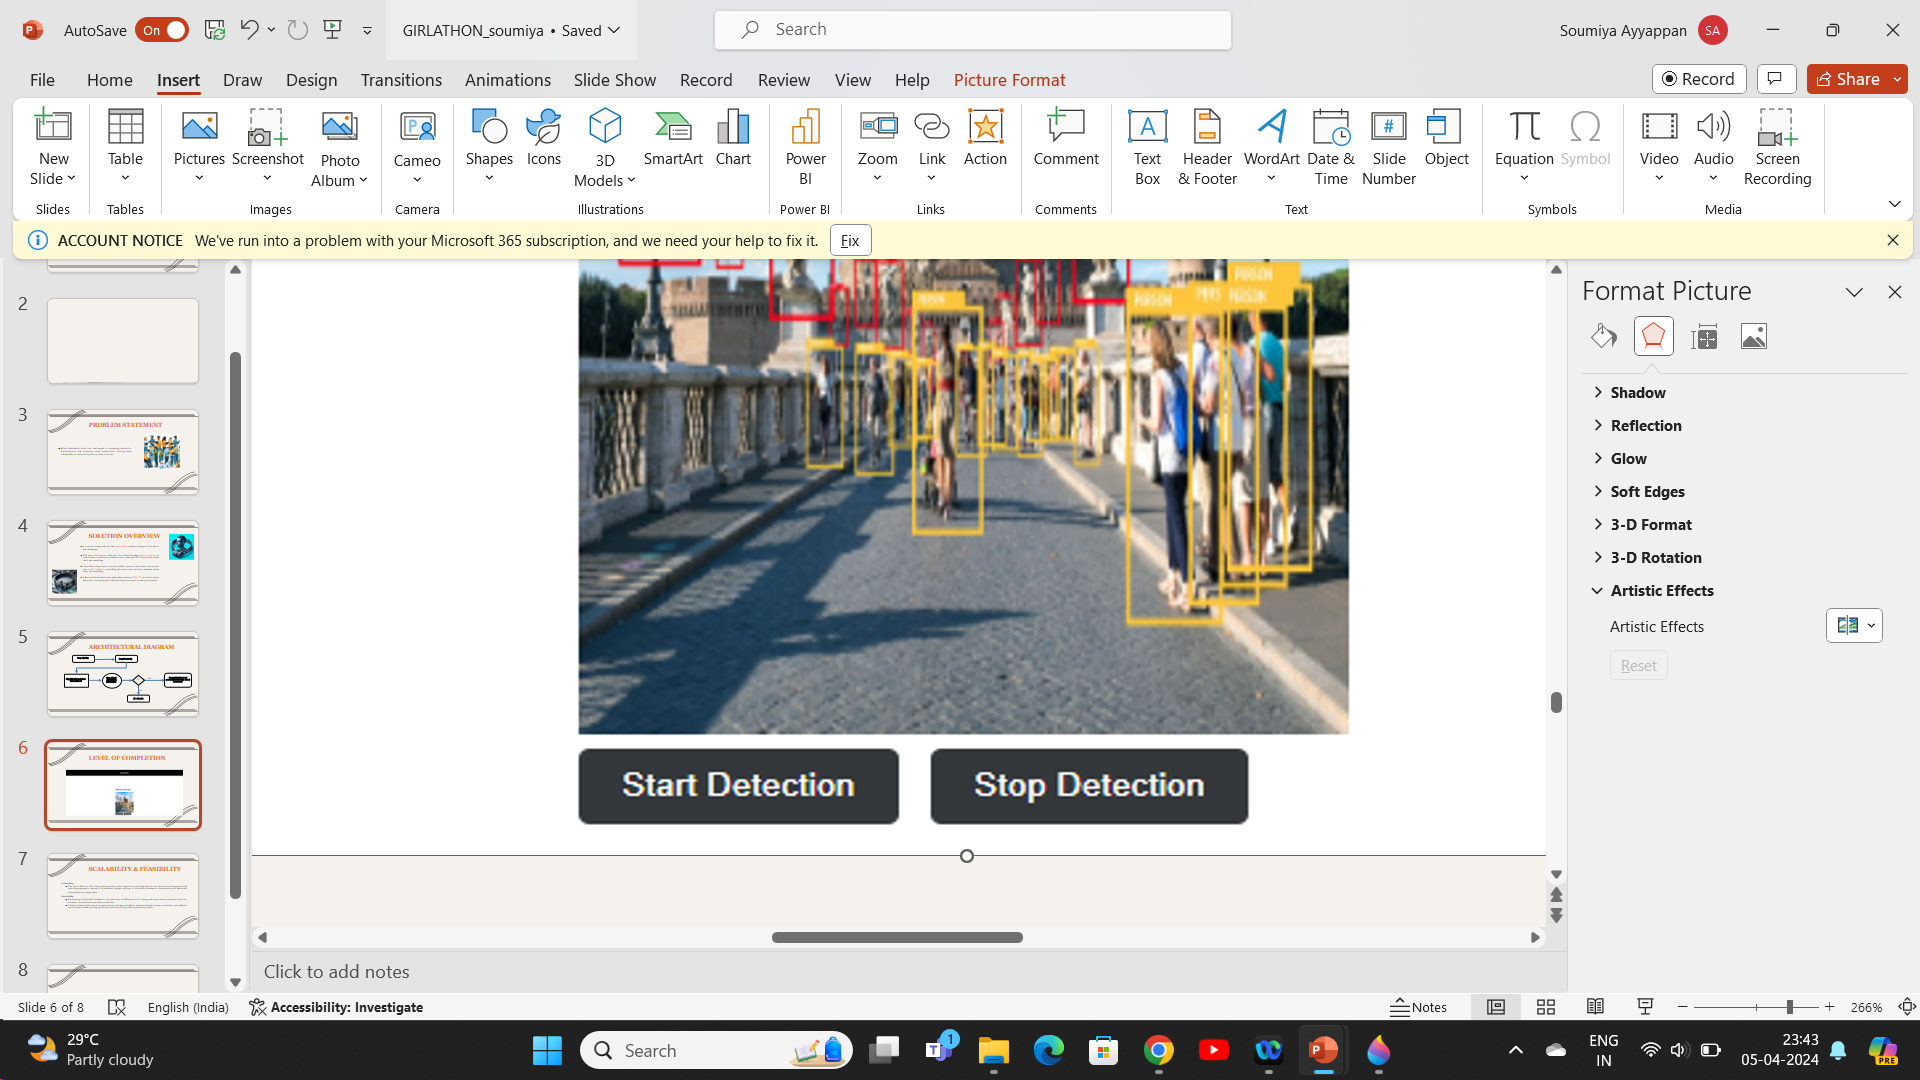 AutoSave On GIRLATHON_soumiya • Saved Search Soumiya Ayyappan SA
File Home Insert Draw Design Transitions Animations Slide Show Record Review View Help Picture Format Record Share
New Slide Table Pictures Screenshot Photo Album Cameo Shapes Icons 3D Models SmartArt Chart Power BI Zoom Link Action Comment Text Box Header & Footer WordArt Date & Time Slide Number Object Equation Symbol Video Audio Screen Recording
Slides Tables Images Camera Illustrations Power BI Links Comments Text Symbols Media
ACCOUNT NOTICE We've run into a problem with your Microsoft 365 subscription, and we need your help to fix it. Fix
2
3
PROBLEM STATEMENT
4
SOLUTION OVERVIEW
5
ARCHITECTURAL DIAGRAM
6
LEVEL OF COMPLETION
7
SCALABILITY & FEASIBILITY
8
PERSON
PERSON
PERS
PERSON
Start Detection Stop Detection
Click to add notes
Format Picture
Shadow
Reflection
Glow
Soft Edges
3-D Format
3-D Rotation
Artistic Effects
Artistic Effects
Reset
Slide 6 of 8 English (India) Accessibility: Investigate Notes 266%
29°C
Partly cloudy
Search
1
ENG
IN
23:43
05-04-2024
PRE